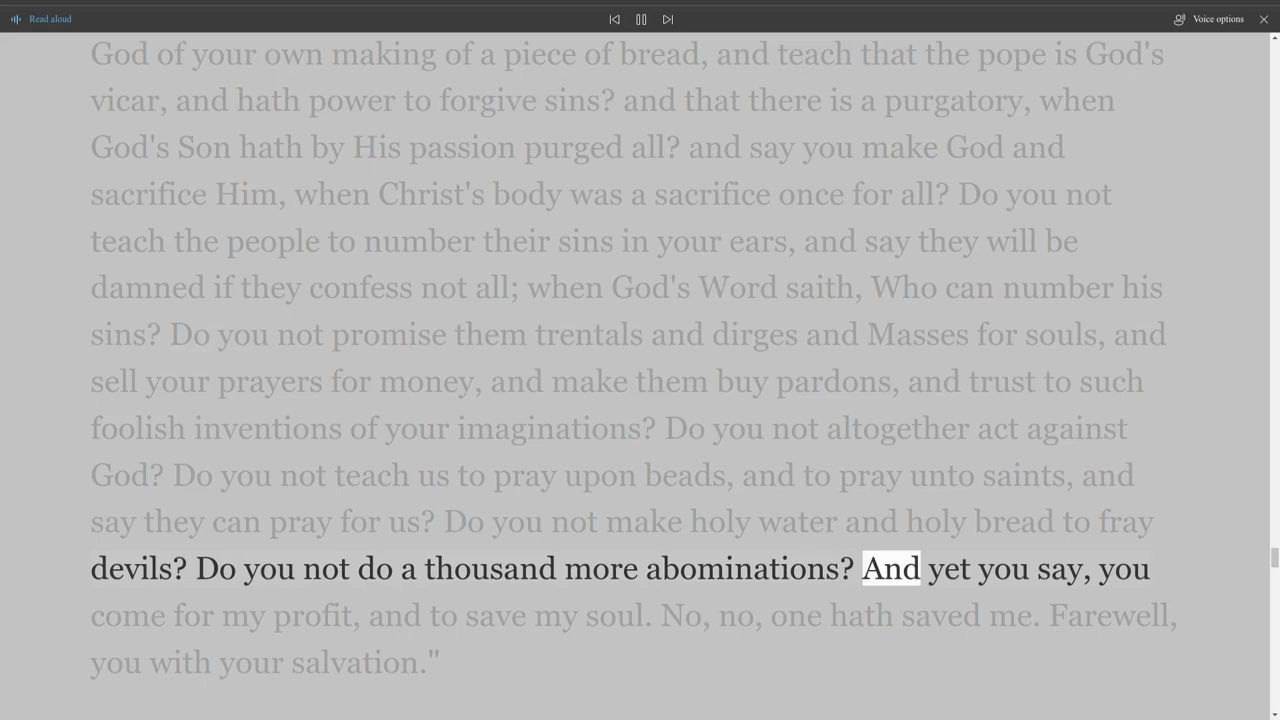 Read aloud
Voice options
God of your own making of a piece of bread, and teach that the pope is God's
vicar, and hath power to forgive sins? and that there is a purgatory, when
God's Son hath by His passion purged all? and say you make God and
sacrifice Him, when Christ's body was a sacrifice once for all? Do you not
teach the people to number their sins in your ears, and say they will be
damned if they confess not all; when God's Word saith, Who can number his
sins? Do you not promise them trentals and dirges and Masses for souls, and
sell your prayers for money, and make them buy pardons, and trust to such
foolish inventions of your imaginations? Do you not altogether act against
God? Do you not teach us to pray upon beads, and to pray unto saints, and
say they can pray for us? Do you not make holy water and holy bread to fray
devils? Do you not do a thousand more abominations? And yet you say, you
come for my profit, and to save my soul. No, no, one hath saved me. Farewell,
you with your salvation."